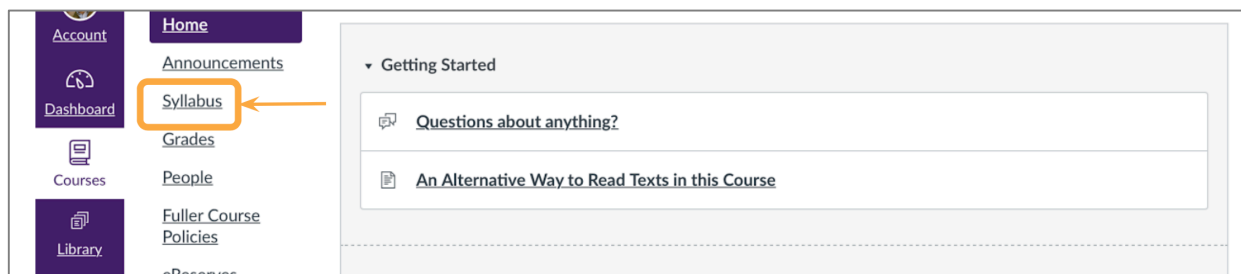 Account
Dashboard
Courses
Library
Home
Announcements
Syllabus
Grades
People
Fuller Course
Policies
eReserves
Getting Started
Questions about anything?
An Alternative Way to Read Texts in this Course